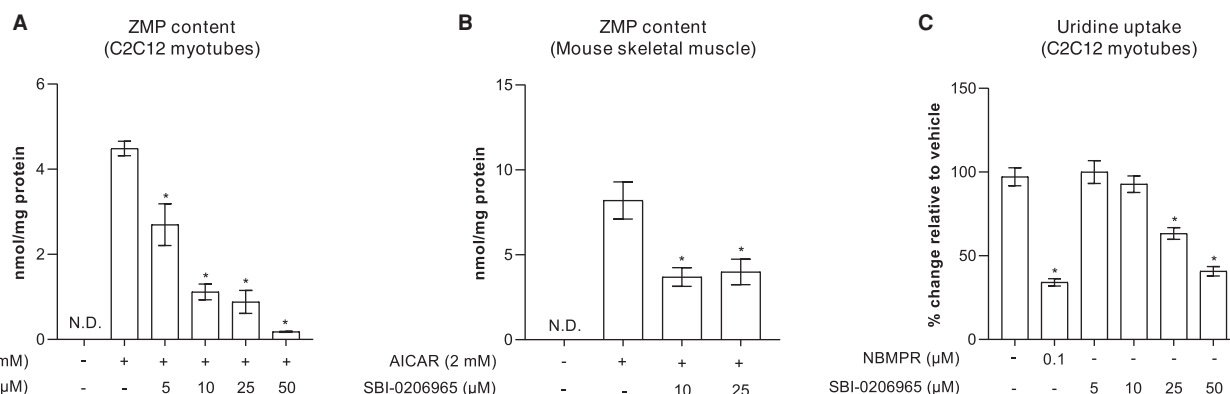 A
ZMP content
(C2C12 myotubes)
nmol/mg protein
6
4
2
0
N.D.
*
*
*
*
mM) - + + + + +
(µM) - - 5 10 25 50
B
ZMP content
(Mouse skeletal muscle)
nmol/mg protein
15
10
5
0
N.D.
*
*
AICAR (2 mM) - + + +
SBI-0206965 (µM) - - 10 25
C
Uridine uptake
(C2C12 myotubes)
% change relative to vehicle
150
100
50
0
*
*
*
NBMPR (µM) - 0.1 - - - -
SBI-0206965 (µM) - - 5 10 25 50